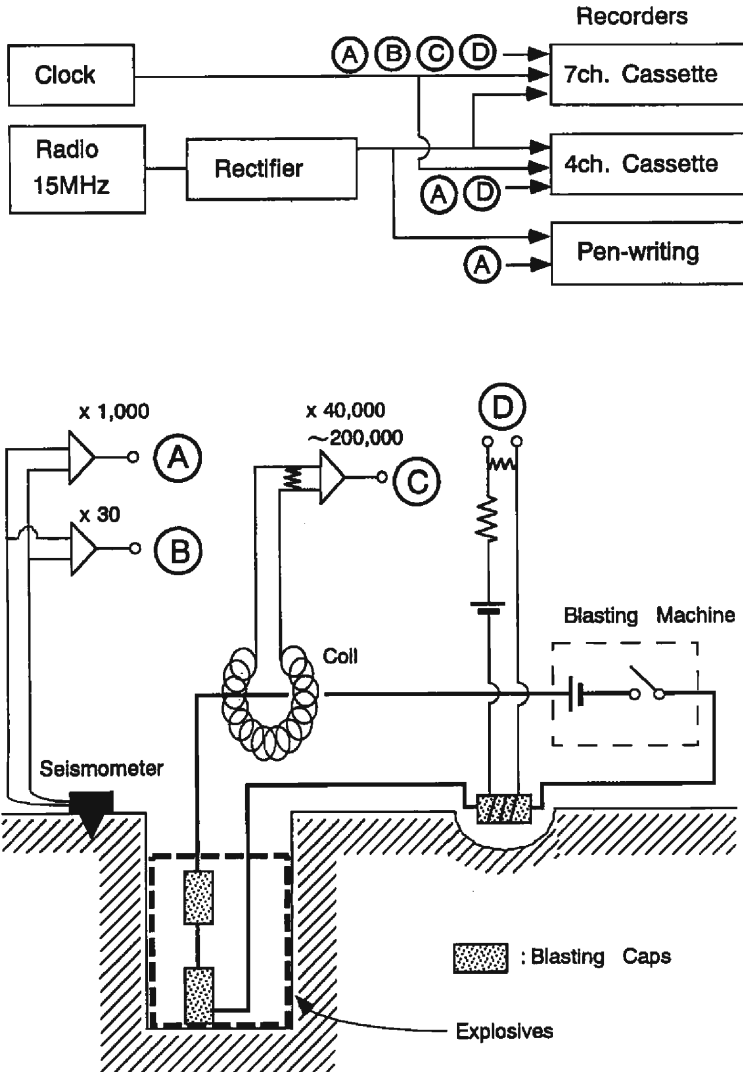 Recorders
A B C D
Clock
7ch. Cassette
Radio
15MHz
Rectifier
4ch. Cassette
A D
Pen-writing
A
x 1,000
A
x 30
B
x 40,000
~200,000
C
D
Blasting Machine
Coil
Seismometer
: Blasting Caps
Explosives